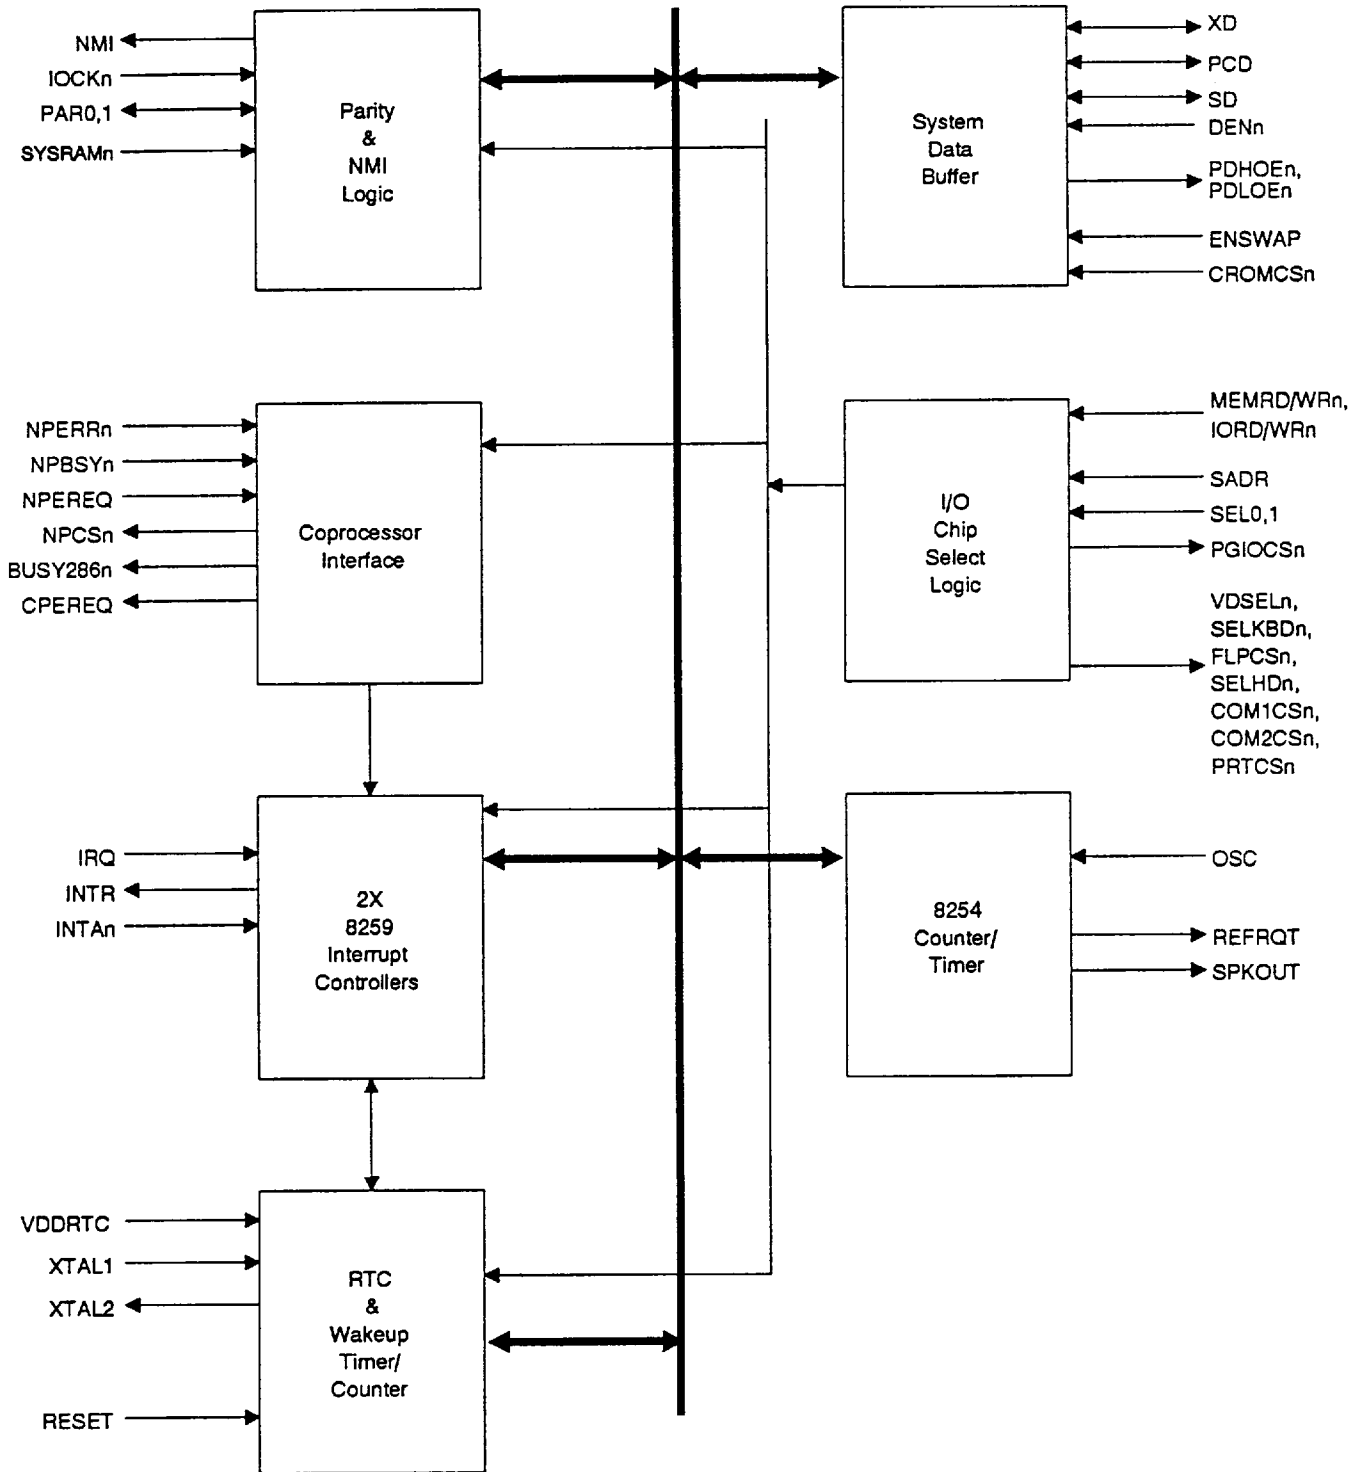 NMI
IOCKn
PAR0,1
SYSRAMn
Parity
&
NMI
Logic
System
Data
Buffer
XD
PCD
SD
DENn
PDHOEn,
PDLOEn
ENSWAP
CROMCSn
NPERRn
NPBSYn
NPEREQ
NPCSn
BUSY286n
CPEREQ
Coprocessor
Interface
I/O
Chip
Select
Logic
MEMRD/WRn,
IORD/WRn
SADR
SEL0,1
PGIOCSn
VDSELn,
SELKBDn,
FLPCSn,
SELHDn,
COM1CSn,
COM2CSn,
PRTCSn
IRQ
INTR
INTAn
2X
8259
Interrupt
Controllers
8254
Counter/
Timer
OSC
REFRQT
SPKOUT
VDDRTC
XTAL1
XTAL2
RESET
RTC
&
Wakeup
Timer/
Counter